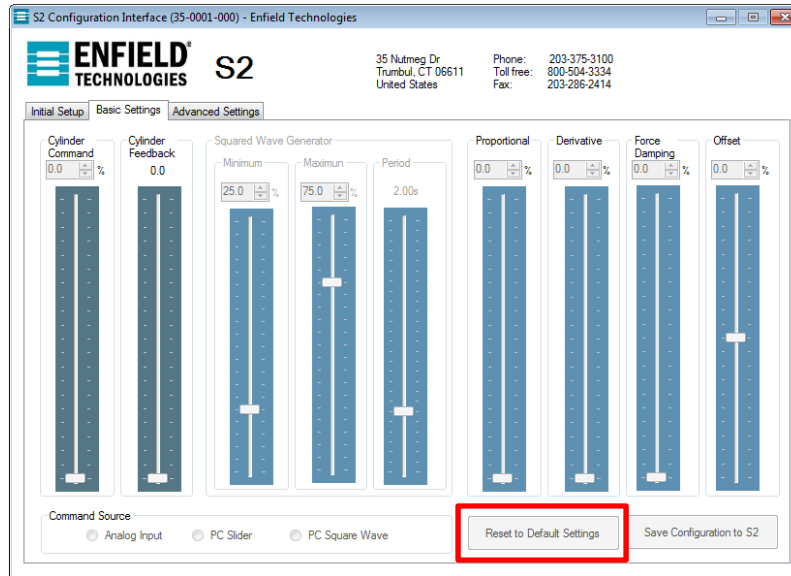 S2 Configuration Interface (35-0001-000) - Enfield Technologies
ENFIELD®
TECHNOLOGIES
S2
35 Nutmeg Dr
Trumbul, CT 06611
United States
Phone: 203-375-3100
Toll free: 800-504-3334
Fax: 203-286-2414
Initial Setup Basic Settings Advanced Settings
Cylinder
Command
0.0 %
Cylinder
Feedback
0.0
Squared Wave Generator
Minimum
25.0 %
Maximun
75.0 %
Period
2.00s
Proportional
0.0 %
Derivative
0.0 %
Force
Damping
0.0 %
Offset
0.0 %
Command Source
Analog Input PC Slider PC Square Wave
Reset to Default Settings
Save Configuration to S2